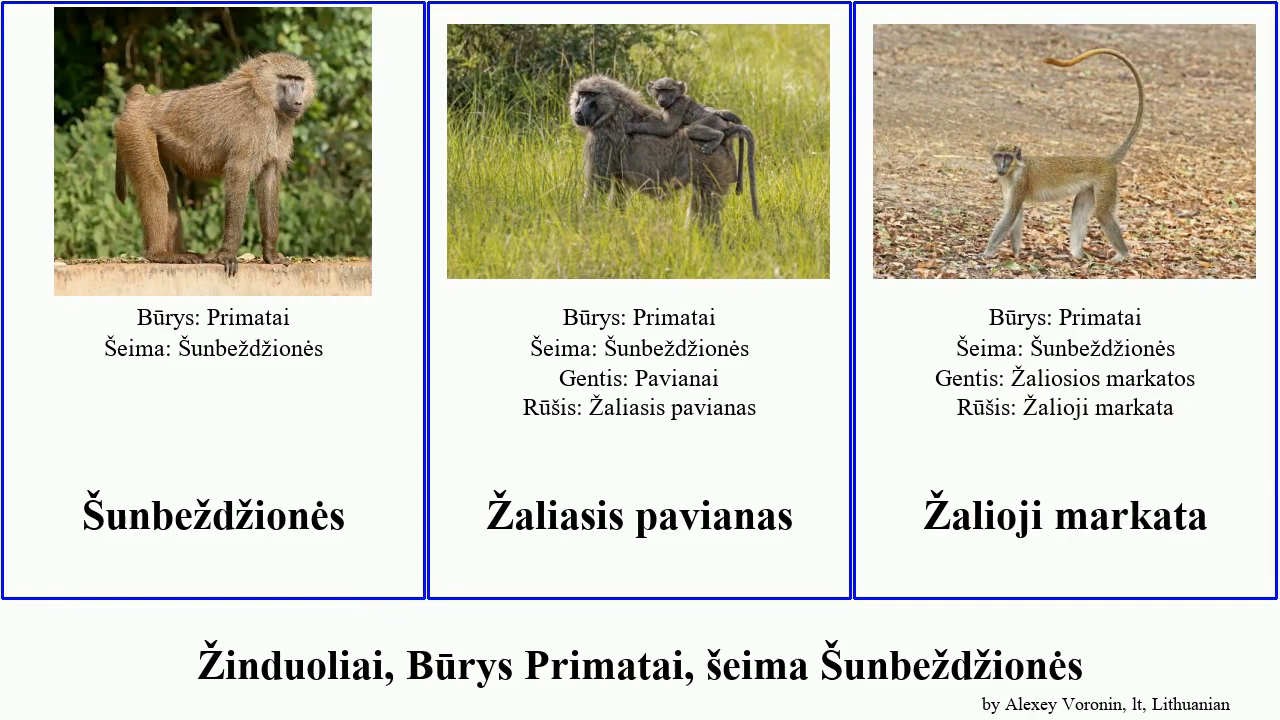 Būrys: Primatai
Šeima: Šunbeždžionės
Šunbeždžionės
Būrys: Primatai
Šeima: Šunbeždžionės
Gentis: Pavianai
Rūšis: Žaliasis pavianas
Žaliasis pavianas
Būrys: Primatai
Šeima: Šunbeždžionės
Gentis: Žaliosios markatos
Rūšis: Žalioji markata
Žalioji markata
Žinduoliai, Būrys Primatai, šeima Šunbeždžionės
by Alexey Voronin, lt, Lithuanian